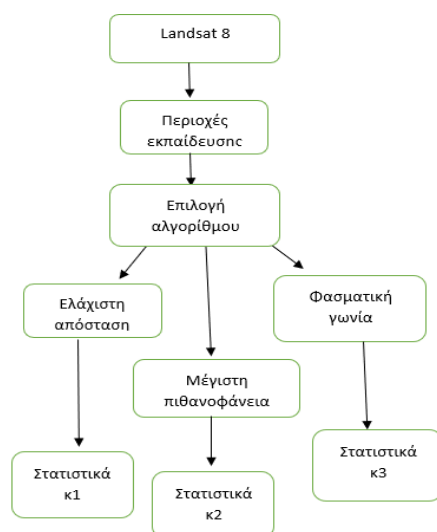 Landsat 8
Περιοχές
εκπαίδευσης
Επιλογή
αλγορίθμου
Ελάχιστη
απόσταση
Φασματική
γωνία
Μέγιστη
πιθανοφάνεια
Στατιστικά
κ1
Στατιστικά
κ2
Στατιστικά
κ3